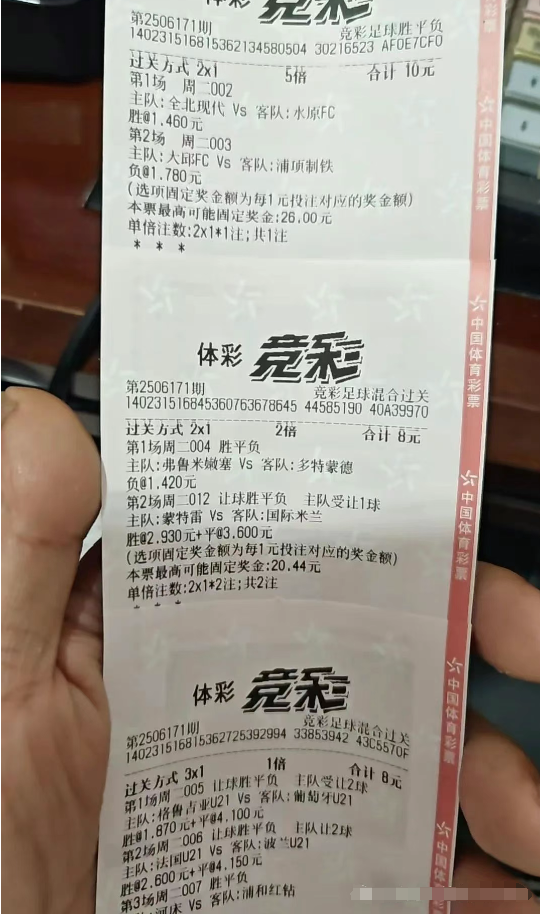 体彩 竞彩
第2506171期 竞彩足球胜平负
140231516815362134580504 30216523 AF0E7CF0
过关方式 2x1 5倍 合计 10元
第1场 周二002
主队:全北现代 Vs 客队:水原FC
胜@1.460元
第2场 周二003
主队:大邱FC Vs 客队:浦项制铁
负@1.780元
(选项固定奖金额为每1元投注对应的奖金额)
本票最高可能固定奖金:26.00元
单倍注数:2x1*1注;共1注
* * *
体彩 竞彩
第2506171期 竞彩足球混合过关
140231516845360763678645 44585190 40A39970
过关方式 2x1 2倍 合计 8元
第1场周二004 胜平负
主队:弗鲁米嫩塞 Vs 客队:多特蒙德
负@1.420元
第2场周二012 让球胜平负 主队受让1球
主队:蒙特雷 Vs 客队:国际米兰
胜@2.930元+平@3.600元
(选项固定奖金额为每1元投注对应的奖金额)
本票最高可能固定奖金:20.44元
单倍注数:2x1*2注;共2注
* * *
体彩 竞彩
第2506171期 竞彩足球混合过关
140231516815362725392994 33853942 43C5570F
过关方式 3x1 1倍 合计 8元
第1场周二005 让球胜平负 主队受让2球
主队:格鲁吉亚U21 Vs 客队:葡萄牙U21
胜@1.870元+平@4.100元
第2场周二006 让球胜平负 主队让2球
主队:法国U21 Vs 客队:波兰U21
胜@2.600元+平@4.150元
第3场周二007 胜平负
河床 Vs 客队:浦和红钻
彩票
中国体育彩票
中国体育彩票
中国体育彩票
中国体育彩票
中国体育彩票